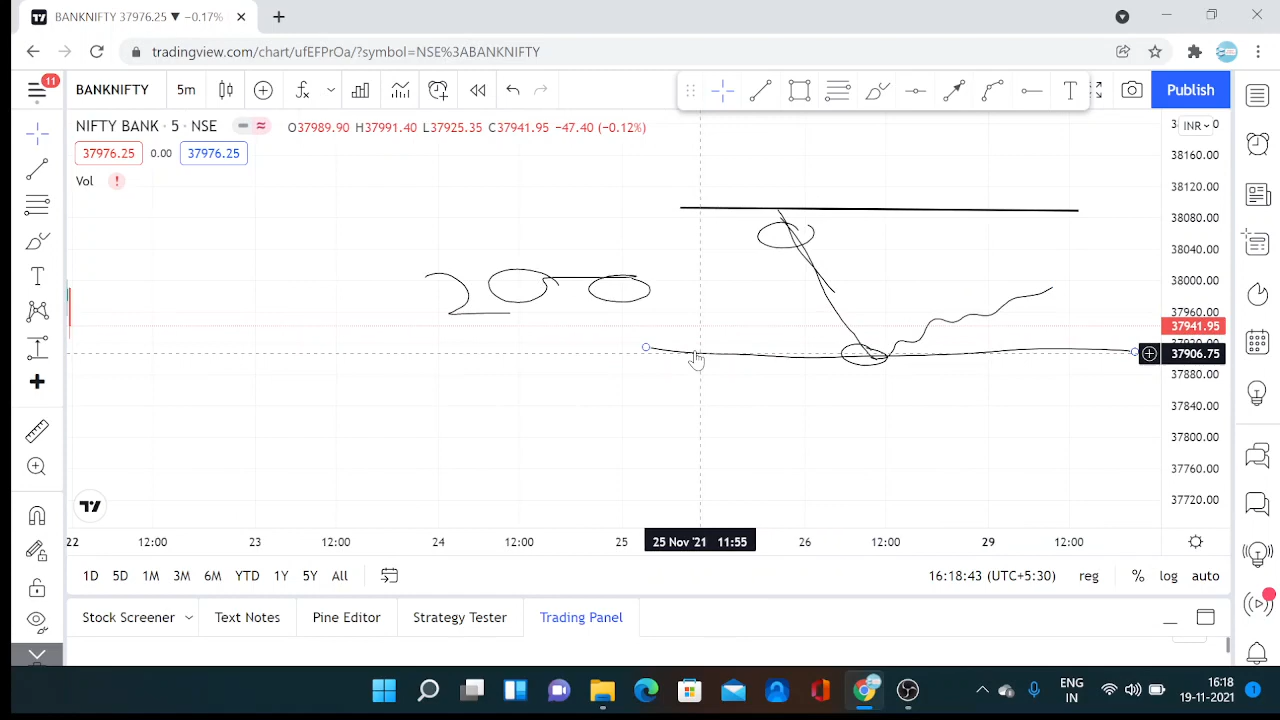 BANKNIFTY 37976.25 ▼ −0.17%
tradingview.com/chart/ufEFPrOa/?symbol=NSE%3ABANKNIFTY
11
BANKNIFTY 5m Publish
NIFTY BANK · 5 · NSE O37989.90 H37991.40 L37925.35 C37941.95 −47.40 (−0.12%)
INR
37976.25 0.00 37976.25
Vol !
38160.00
38120.00
38080.00
38040.00
38000.00
37960.00
37941.95
37906.75
37880.00
37840.00
37800.00
37760.00
37720.00
200
22 12:00 23 12:00 24 12:00 25 25 Nov '21 11:55 26 12:00 29 12:00
1D 5D 1M 3M 6M YTD 1Y 5Y All 16:18:43 (UTC+5:30) reg % log auto
Stock Screener Text Notes Pine Editor Strategy Tester Trading Panel
ENG
IN
16:18
19-11-2021
1